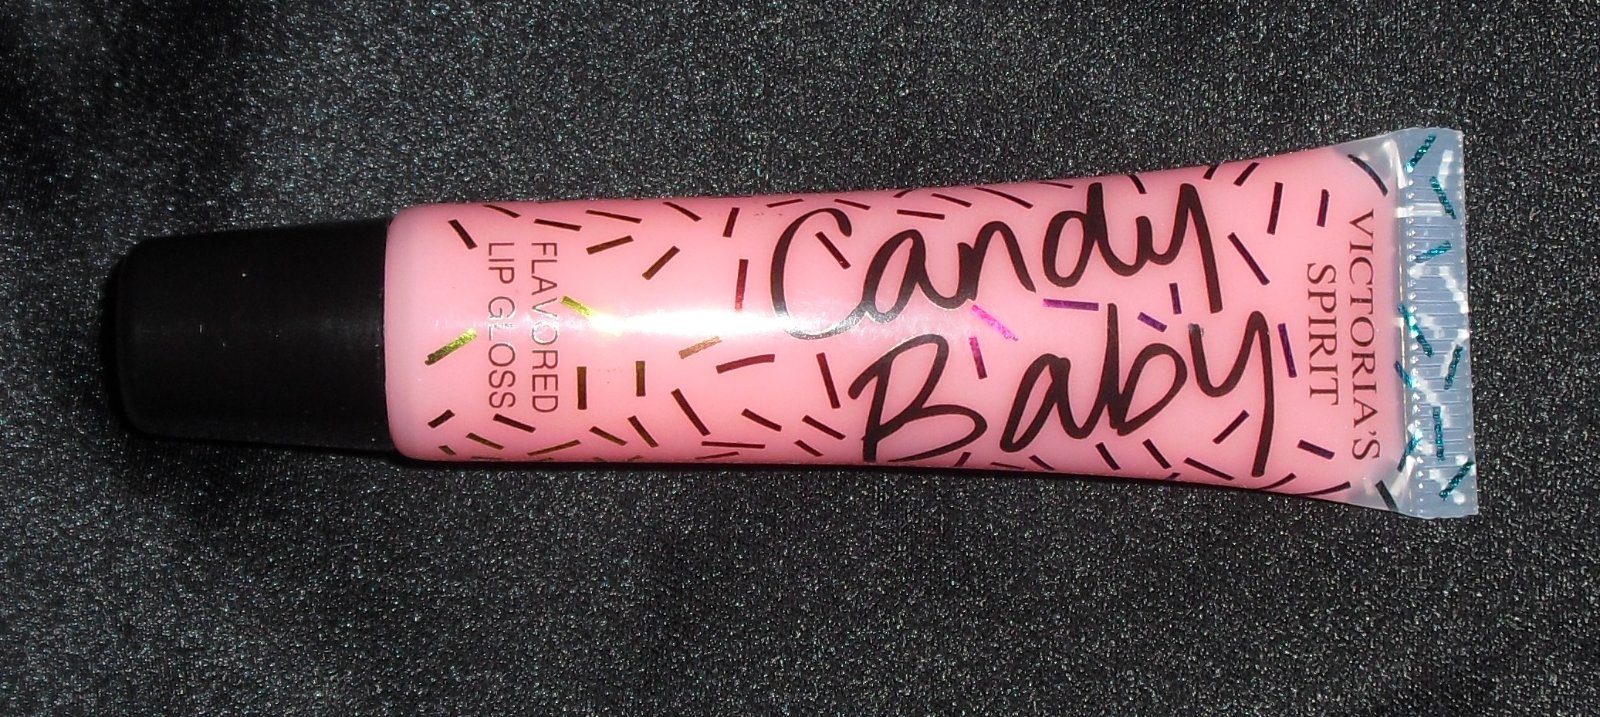 VICTORIA'S
SPIRIT
Candy
Baby
FLAVORED
LIP GLOSS